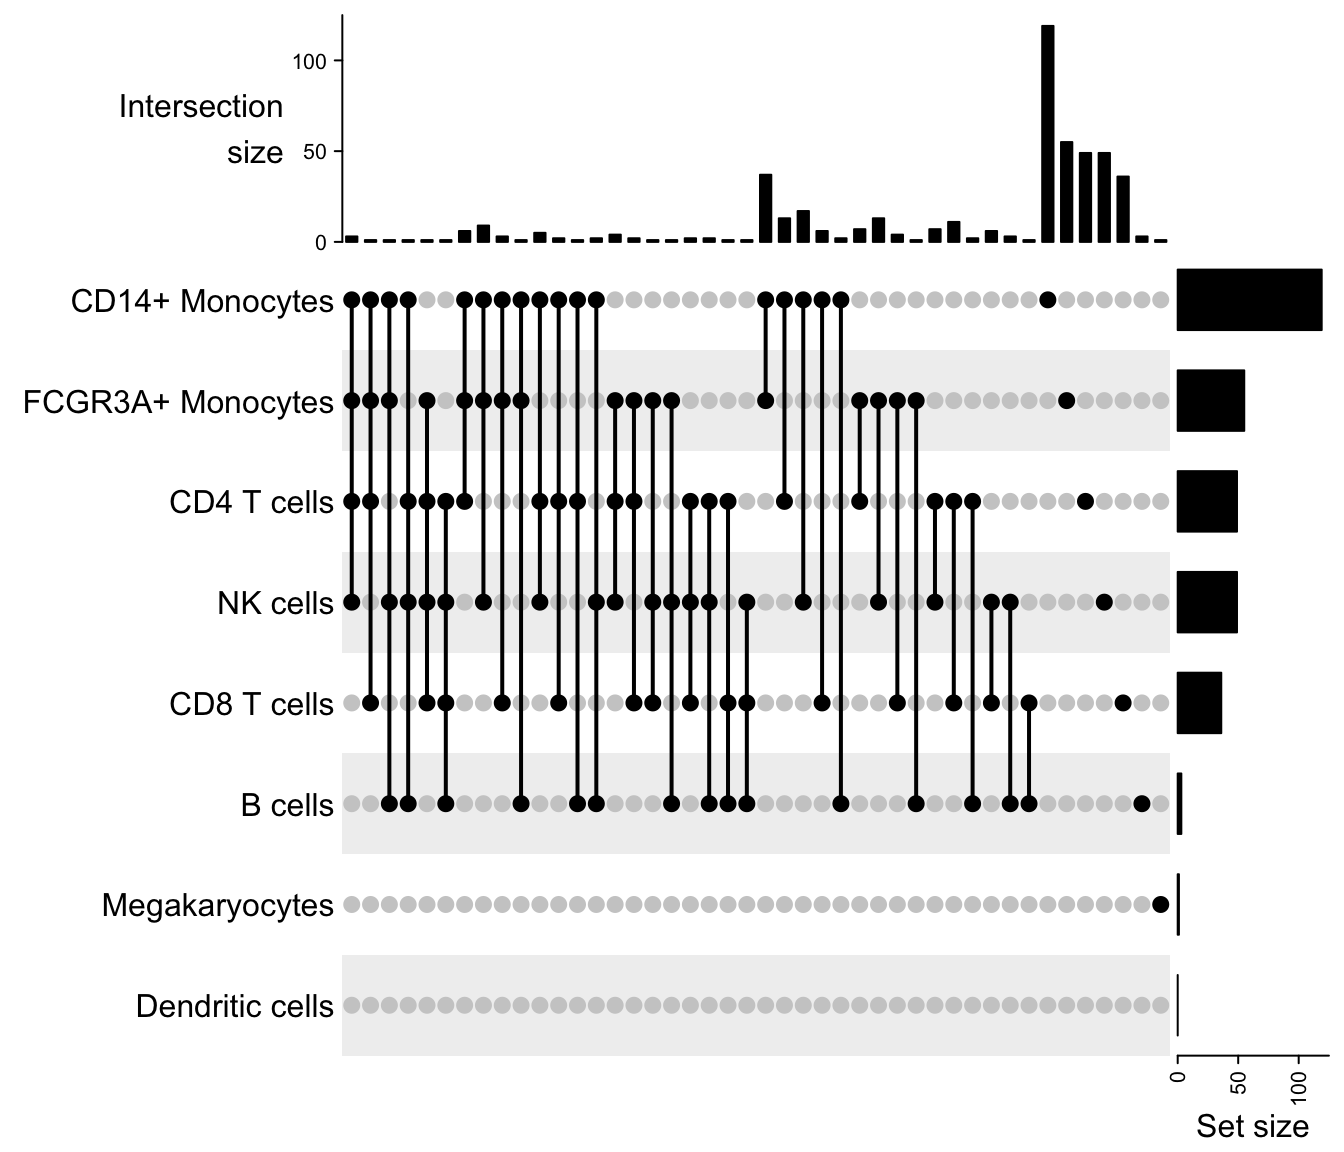 100
Intersection
size
50
0
CD14+ Monocytes
FCGR3A+ Monocytes
CD4 T cells
NK cells
CD8 T cells
B cells
Megakaryocytes
Dendritic cells
0
50
100
Set size